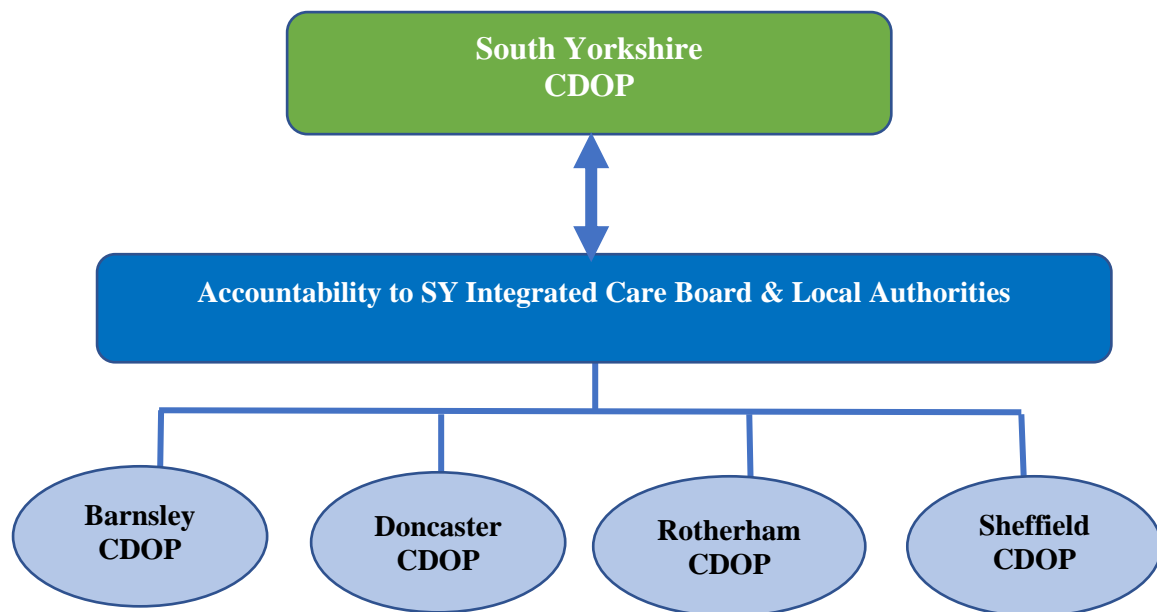 South Yorkshire
CDOP
Accountability to SY Integrated Care Board & Local Authorities
Barnsley
CDOP
Doncaster
CDOP
Rotherham
CDOP
Sheffield
CDOP